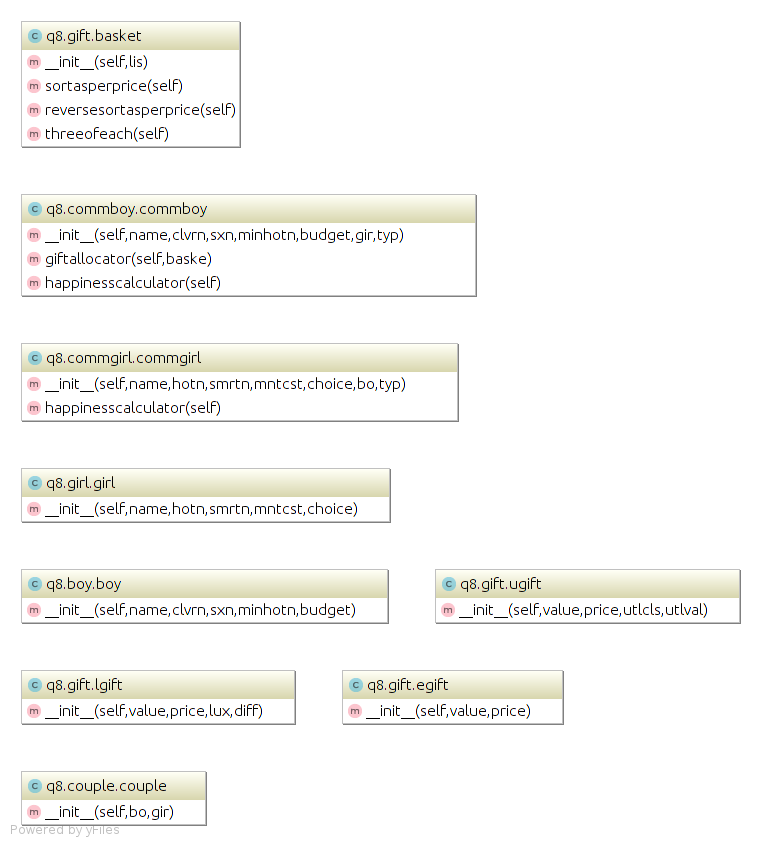 C q8.gift.basket
m __init__(self,lis)
m sortasperprice(self)
m reversesortasperprice(self)
m threeofeach(self)
C q8.commboy.commboy
m __init__(self,name,clvrn,sxn,minhotn,budget,gir,typ)
m giftallocator(self,baske)
m happinesscalculator(self)
C q8.commgirl.commgirl
m __init__(self,name,hotn,smrtn,mntcst,choice,bo,typ)
m happinesscalculator(self)
C q8.girl.girl
m __init__(self,name,hotn,smrtn,mntcst,choice)
C q8.boy.boy
m __init__(self,name,clvrn,sxn,minhotn,budget)
C q8.gift.ugift
m __init__(self,value,price,utlcls,utlval)
C q8.gift.lgift
m __init__(self,value,price,lux,diff)
C q8.gift.egift
m __init__(self,value,price)
C q8.couple.couple
m __init__(self,bo,gir)
Powered by yFiles